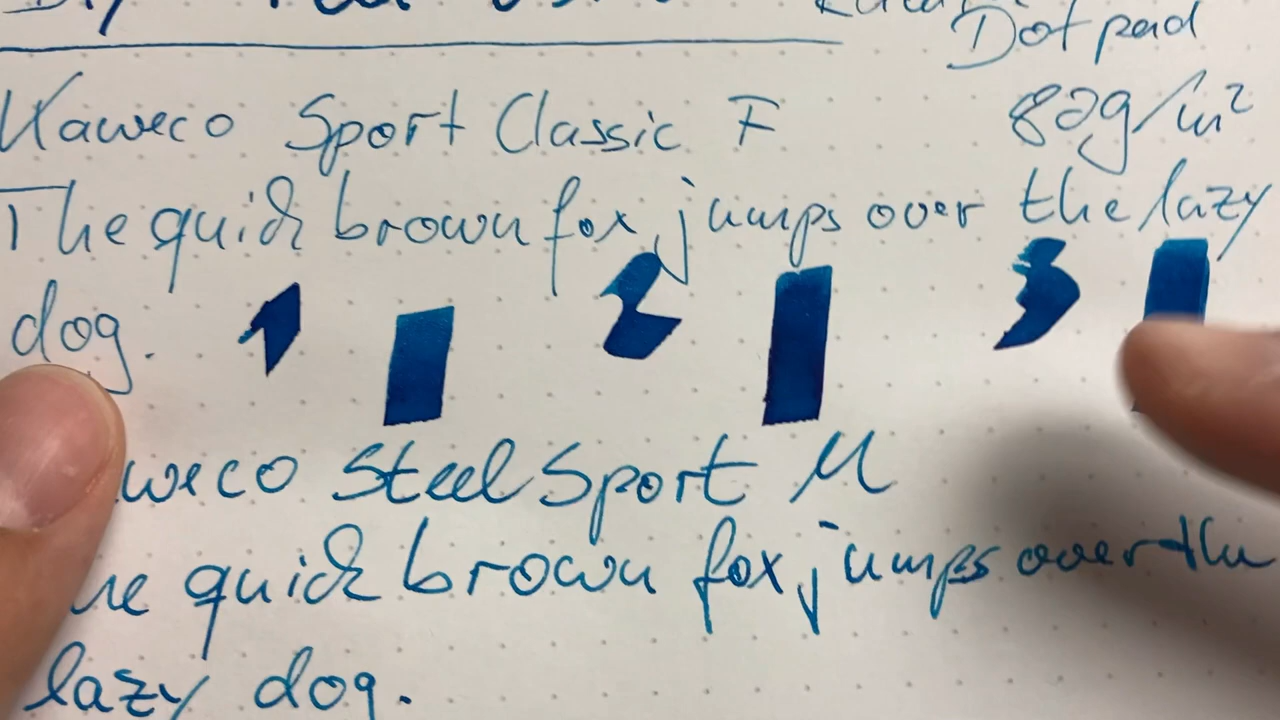 Dot pad
Kaweco Sport Classic F
80g/m²
The quick brown fox jumps over the lazy
dog. 1 2 3
weco Steel Sport M
he quick brown fox jumps over the
lazy dog.